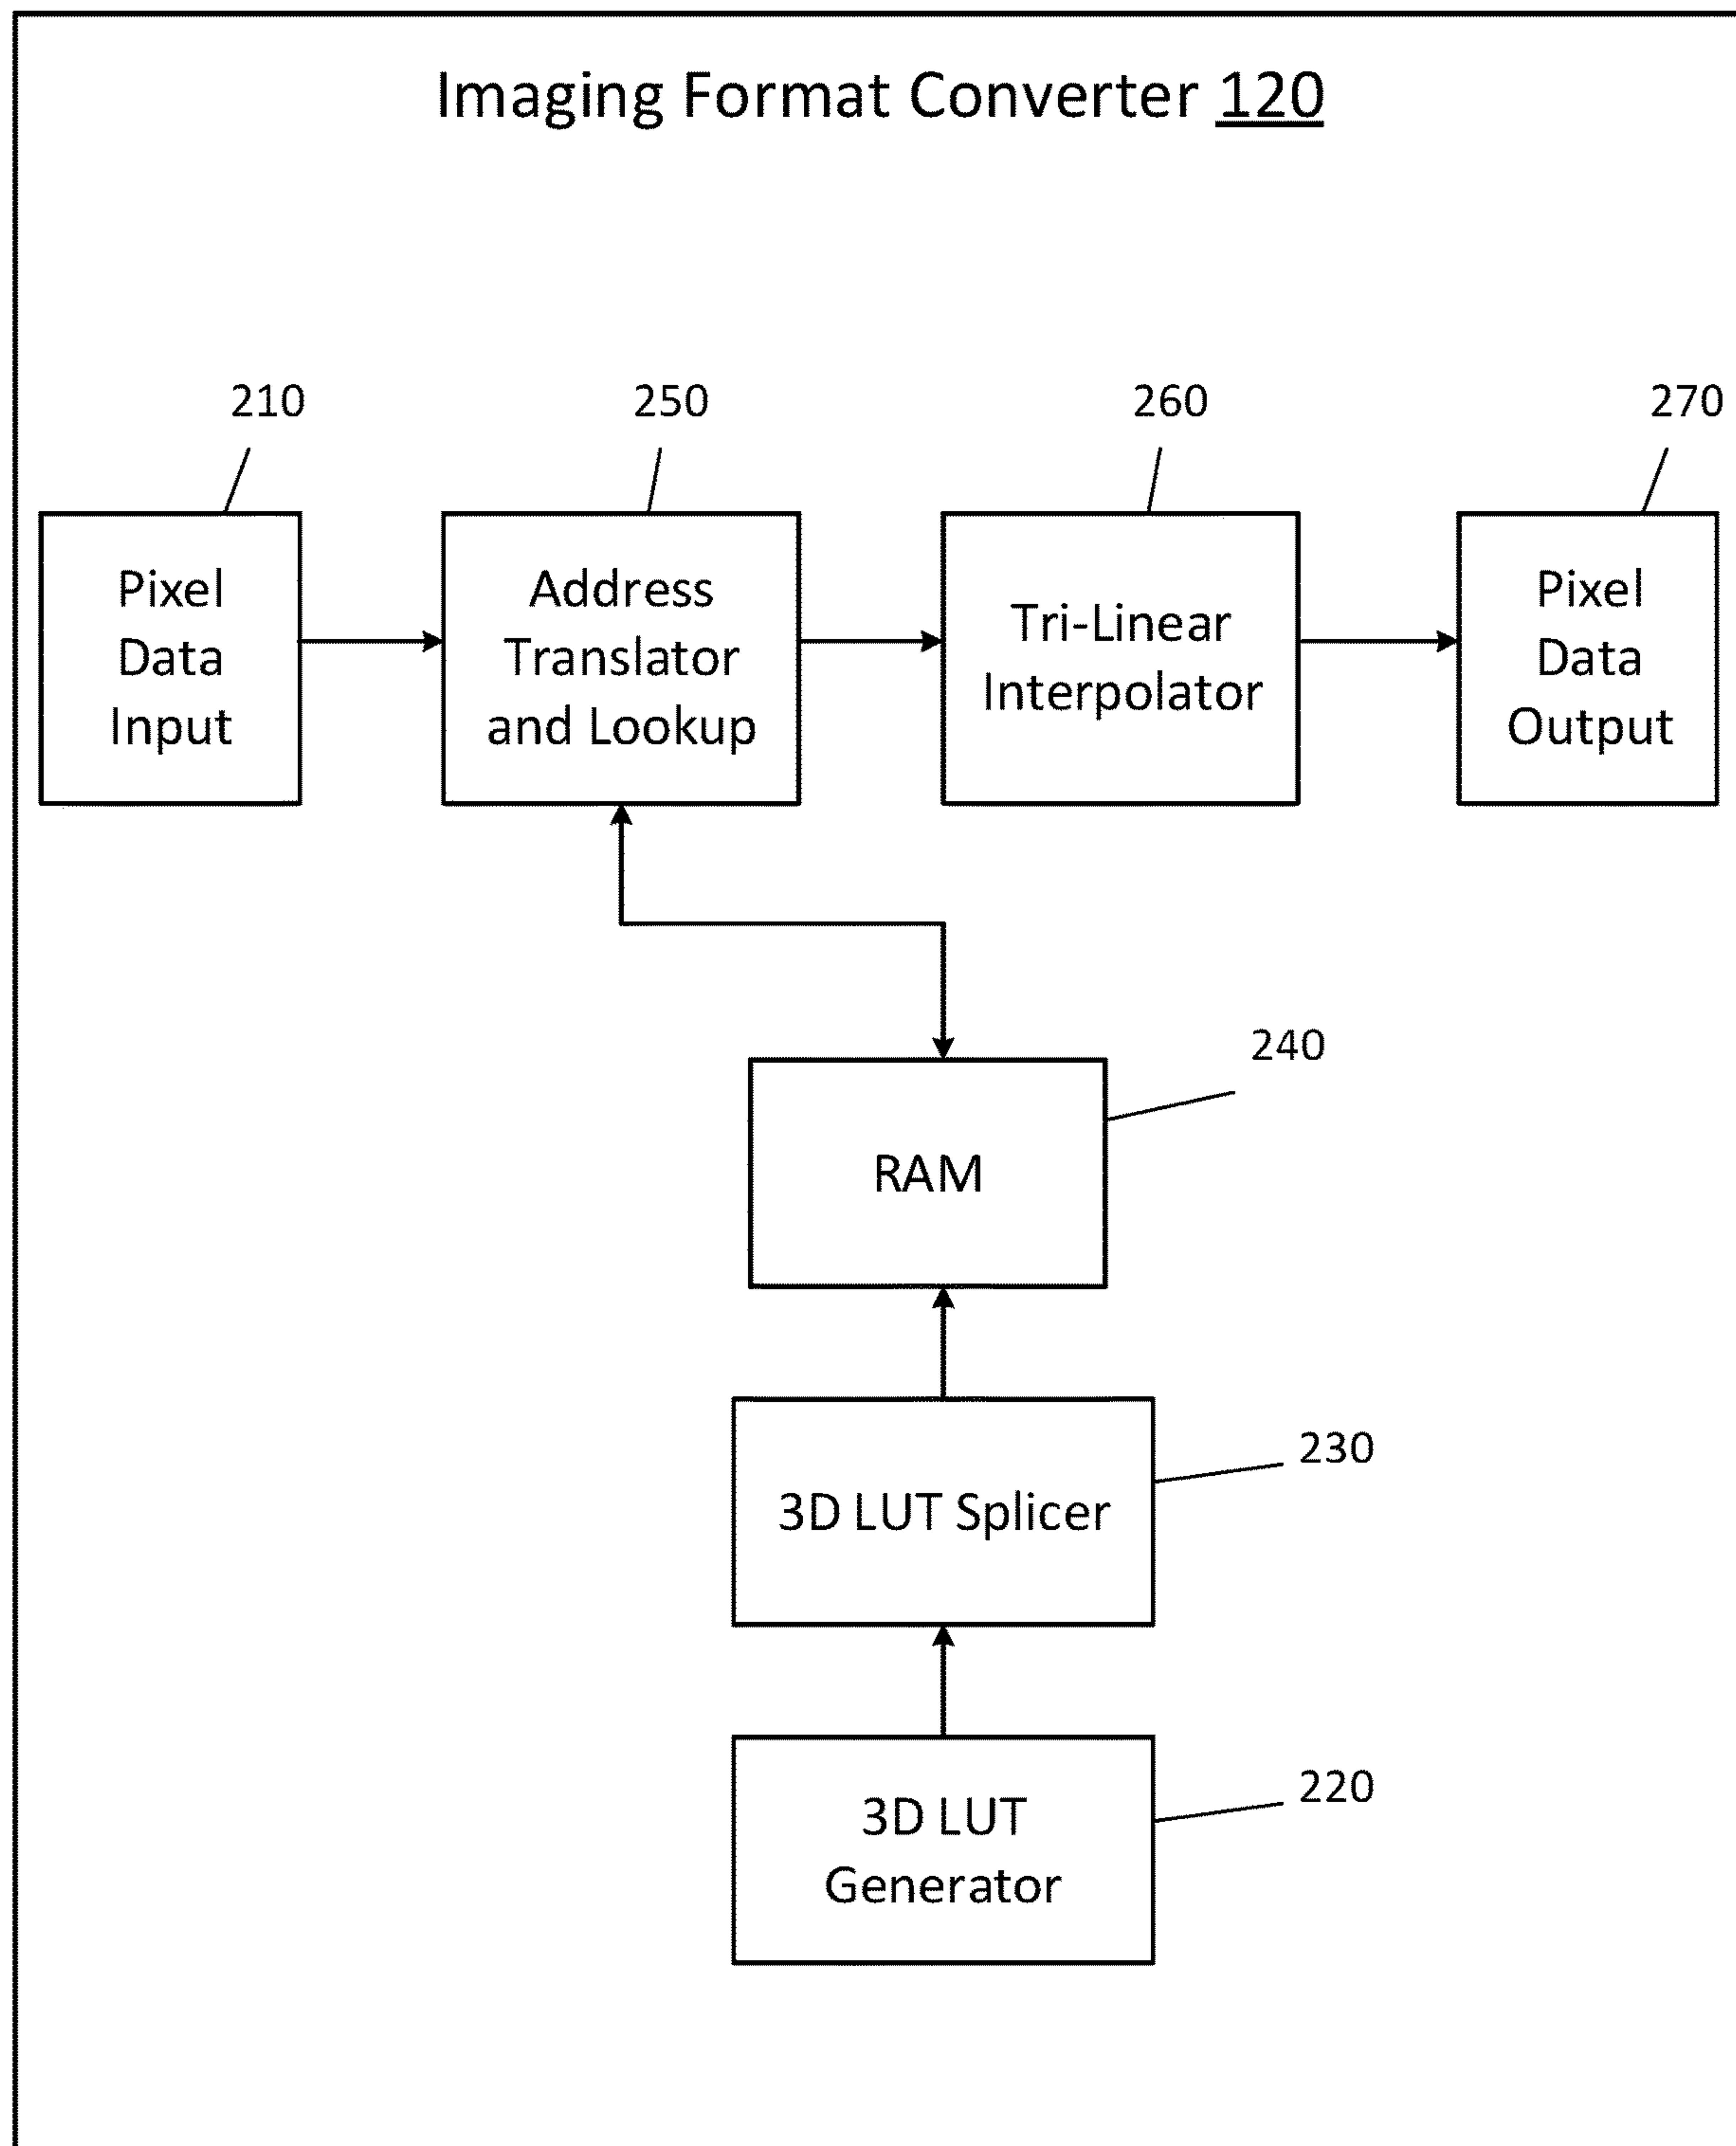 Imaging Format Converter 120
210
250
260
270
Pixel
Data
Input
Address
Translator
and Lookup
Tri-Linear
Interpolator
Pixel
Data
Output
240
RAM
230
3D LUT Splicer
220
3D LUT
Generator